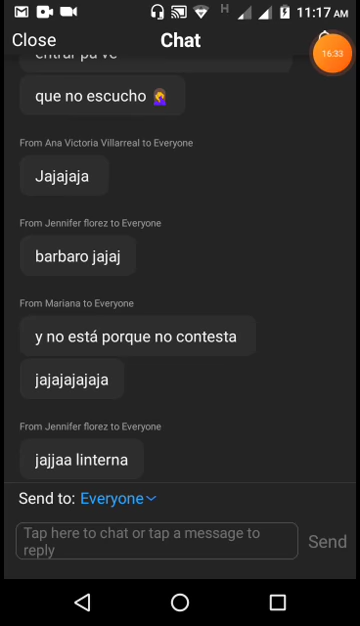 H
11:17 AM
Close
Chat
16:33
entrar pa ve
que no escucho 🤦‍♀️
From Ana Victoria Villarreal to Everyone
Jajajaja
From Jennifer florez to Everyone
barbaro jajaj
From Mariana to Everyone
y no está porque no contesta
jajajajajaja
From Jennifer florez to Everyone
jajjaa linterna
Send to: Everyone
Tap here to chat or tap a message to
reply
Send